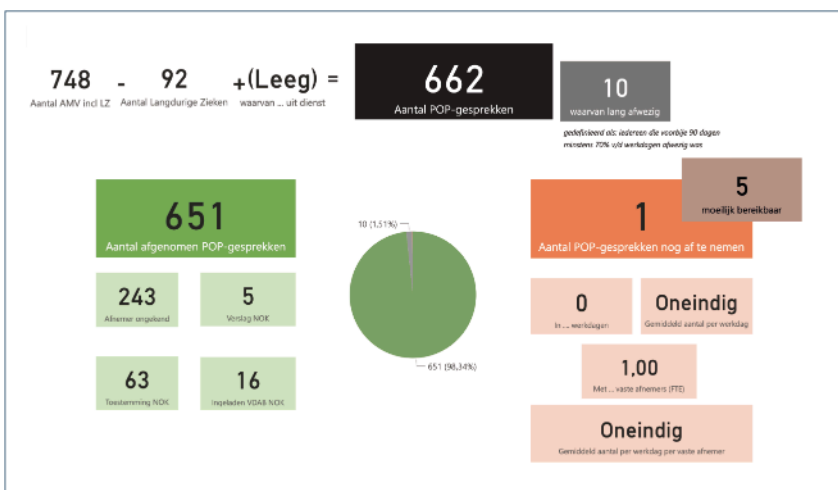 748 - 92 +(Leeg) = 662
Aantal AMV incl LZ Aantal Langdurige Zieken waarvan ... uit dienst Aantal POP-gesprekken
10
waarvan lang afwezig
gedefinieerd als: iedereen die voorbije 90 dagen
minstens 70% v/d werkdagen afwezig was
651
Aantal afgenomen POP-gesprekken
243
Afnemer ongekend
5
Verslag NOK
63
Toestemming NOK
16
Ingeladen VDAB NOK
10 (1,51%)
651 (98,34%)
5
moeilijk bereikbaar
1
Aantal POP-gesprekken nog af te nemen
0
In ... werkdagen
Oneindig
Gemiddeld aantal per werkdag
1,00
Met ... vaste afnemers (FTE)
Oneindig
Gemiddeld aantal per werkdag per vaste afnemer